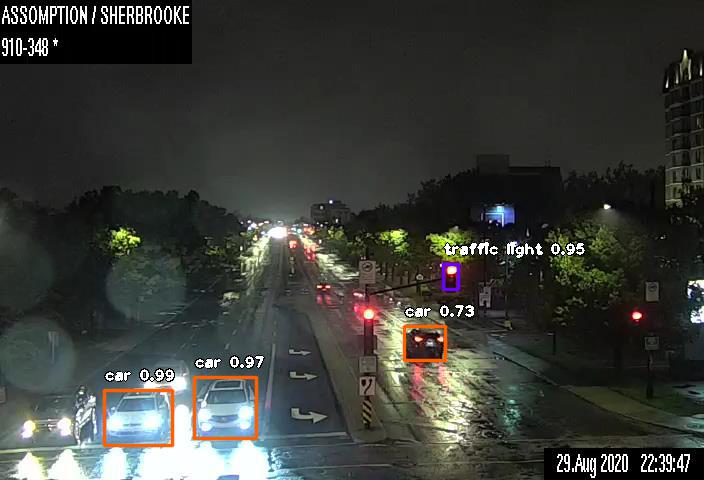 ASSOMPTION / SHERBROOKE
910-348 *
traffic light 0.95
car 0.73
car 0.97
car 0.99
29.Aug 2020 22:39:47